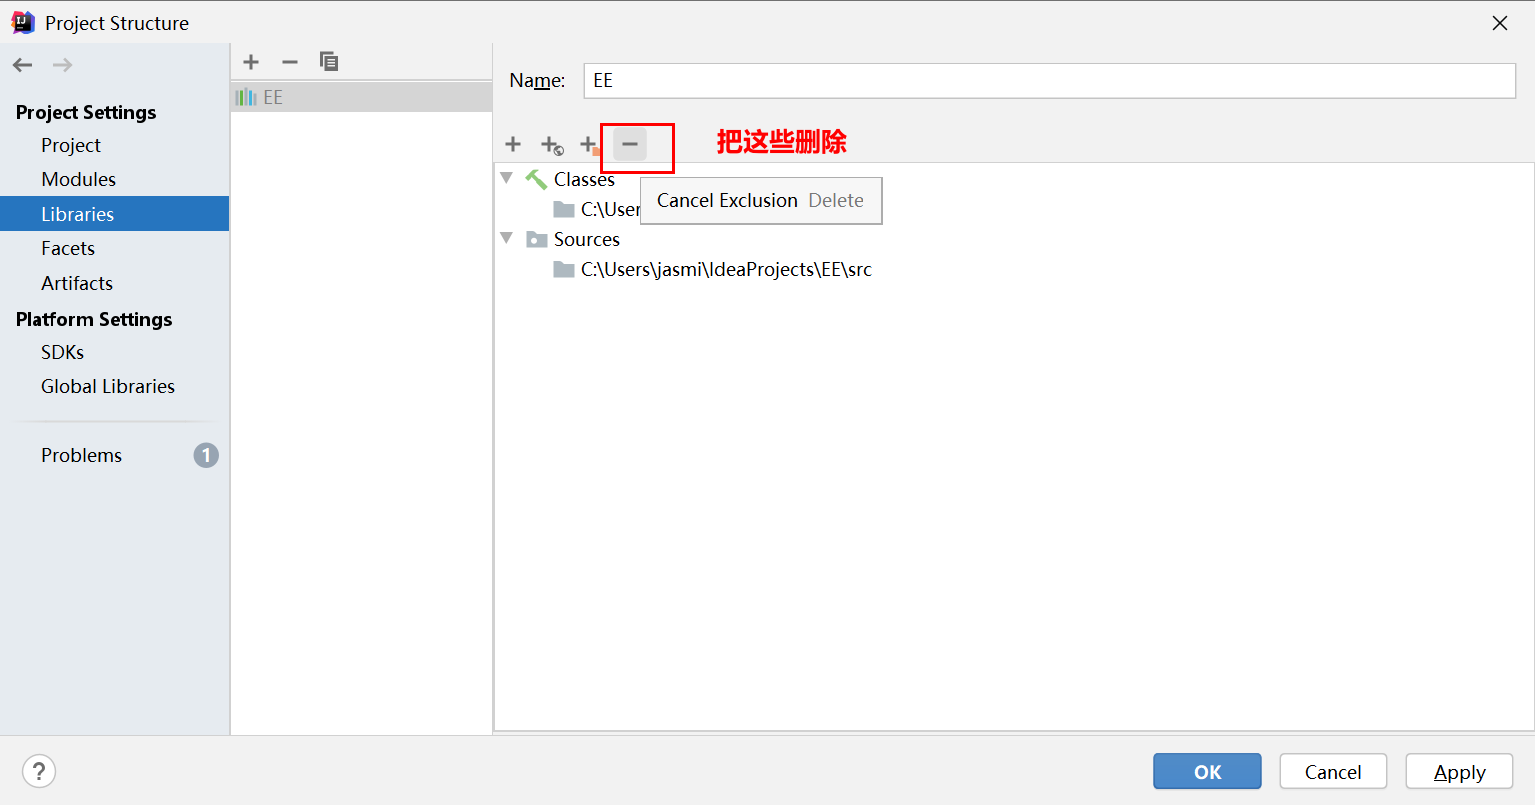 Project Structure
Project Settings
Project
Modules
Libraries
Facets
Artifacts
Platform Settings
SDKs
Global Libraries
Problems 1
EE
Name: EE
把这些删除
Classes
C:\User
Cancel Exclusion Delete
Sources
C:\Users\jasmi\IdeaProjects\EE\src
?
OK Cancel Apply